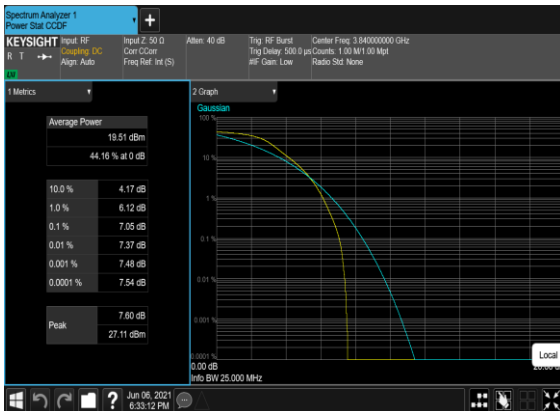 Spectrum Analyzer 1
Power Stat CCDF
KEYSIGHT
Input: RF
Input Z: 50 Ω
Atten: 40 dB
Trig: RF Burst
Center Freq: 3.840000000 GHz
R T
Coupling: DC
Corr CCorr
Trig Delay: 500.0 µs
Counts: 1.00 M/1.00 Mpt
Align: Auto
Freq Ref: Int (S)
#IF Gain: Low
Radio Std: None
1 Metrics
2 Graph
Gaussian
Average Power
19.51 dBm
44.16 % at 0 dB
10.0 % 4.17 dB
1.0 % 6.12 dB
0.1 % 7.05 dB
0.01 % 7.37 dB
0.001 % 7.48 dB
0.0001 % 7.54 dB
Peak
7.60 dB
27.11 dBm
100 %
10 %
1 %
0.1 %
0.01 %
0.001 %
0.0001 %
0.00 dB
Info BW 25.000 MHz
Local
Jun 06, 2021
6:33:12 PM